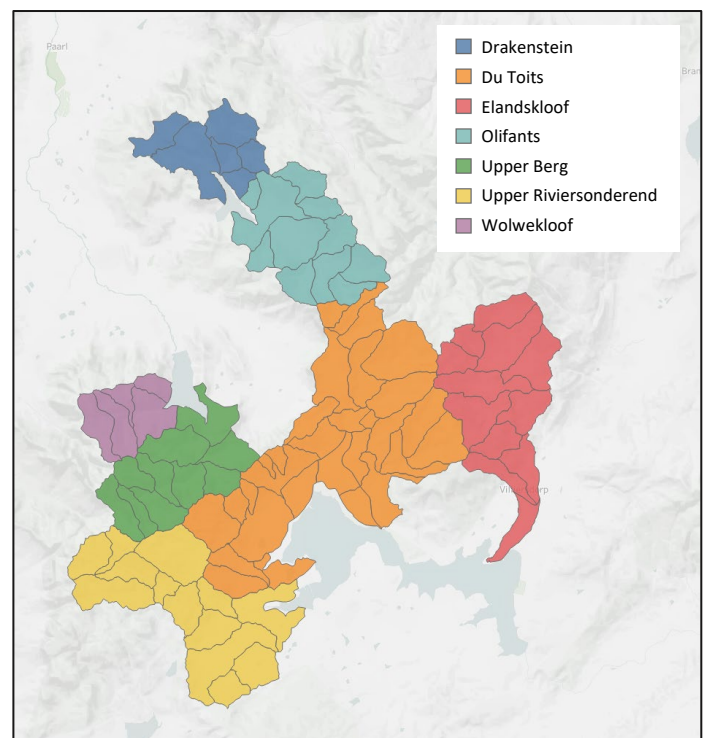 Paarl
Drakenstein
Du Toits
Elandskloof
Olifants
Upper Berg
Upper Riviersonderend
Wolwekloof